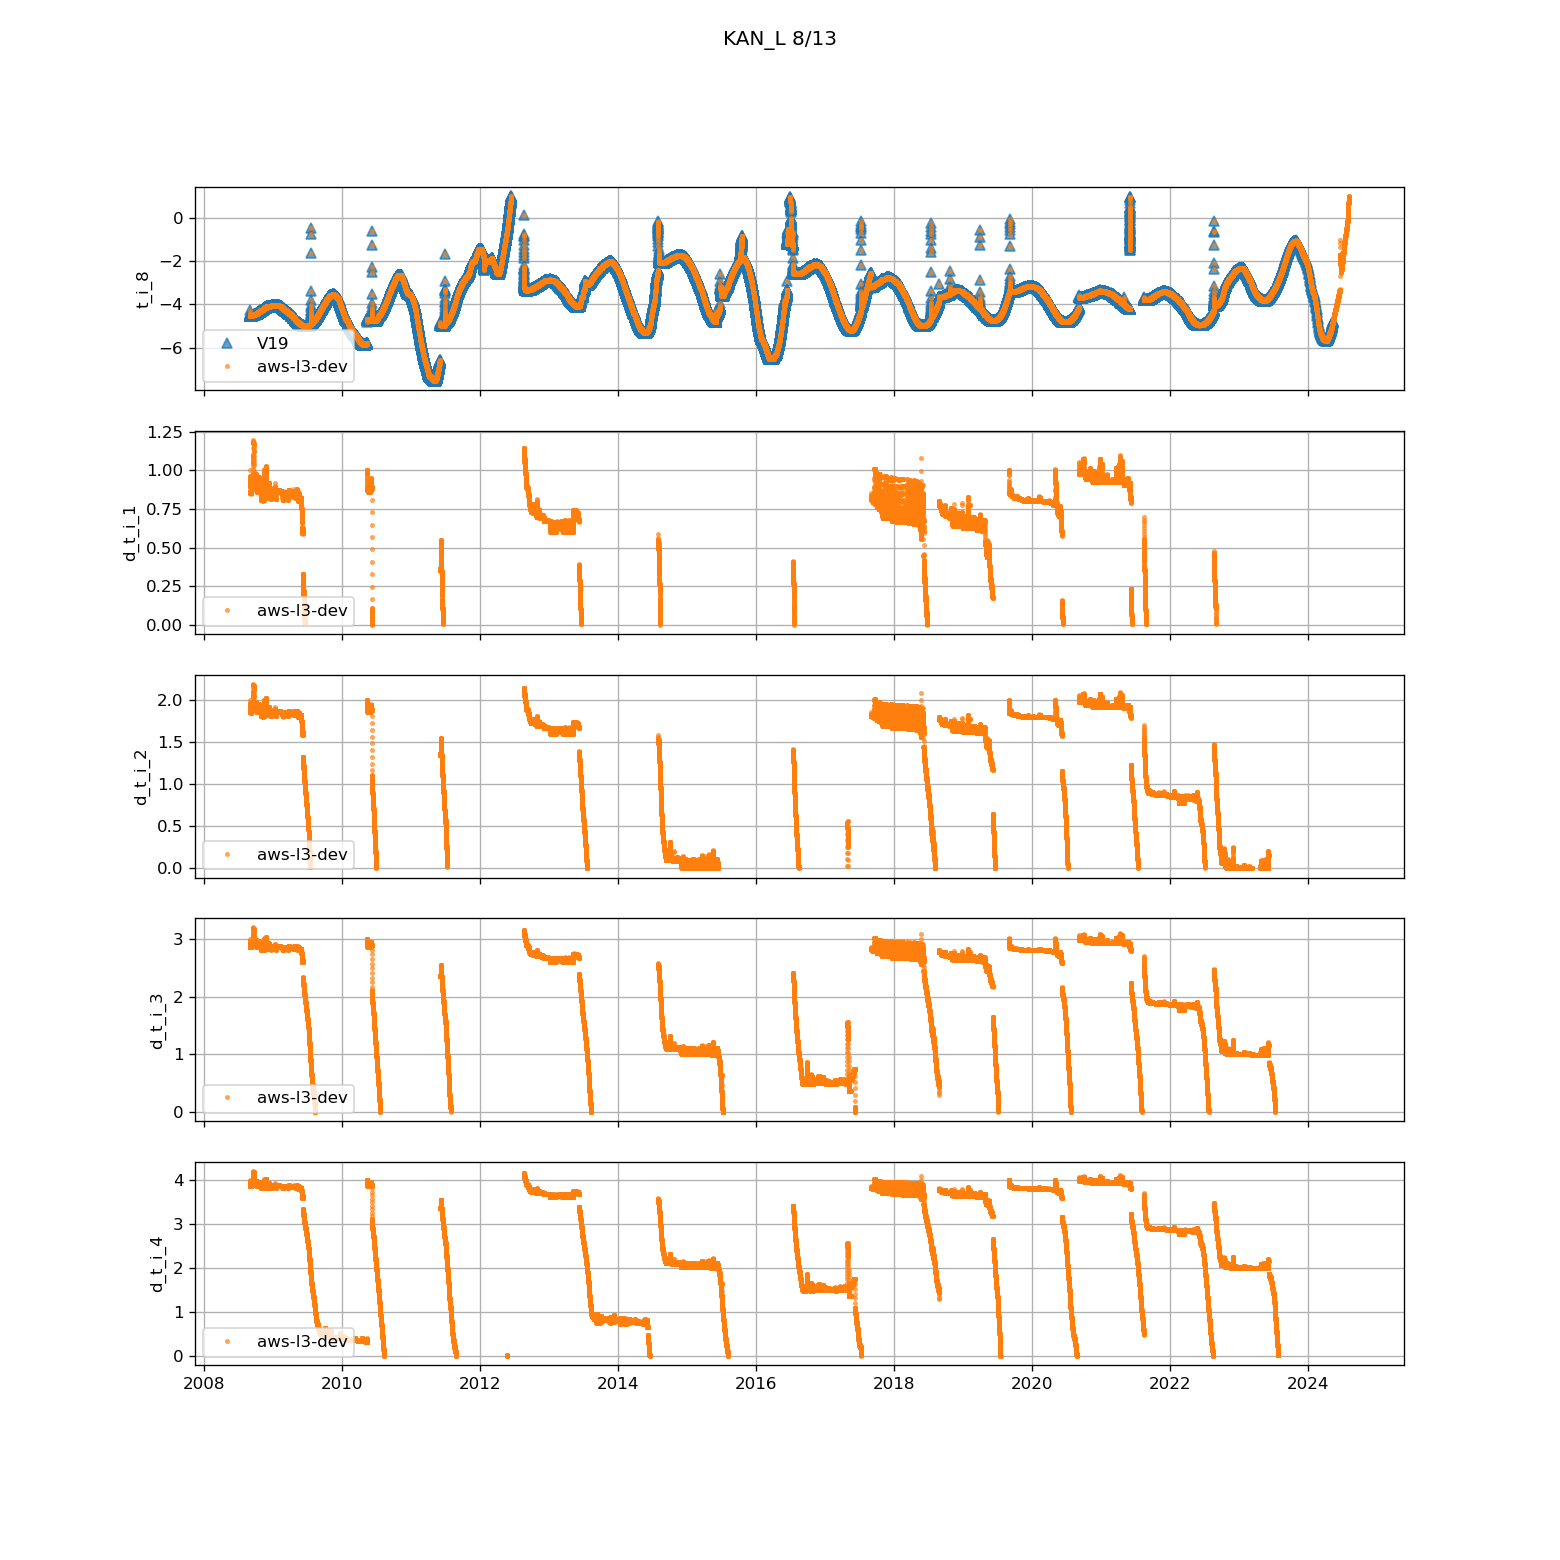 KAN_L 8/13
t_i_8
0
−2
−4
−6
V19
aws-l3-dev
d_t_i_1
1.25
1.00
0.75
0.50
0.25
0.00
aws-l3-dev
d_t_i_2
2.0
1.5
1.0
0.5
0.0
aws-l3-dev
d_t_i_3
3
2
1
0
aws-l3-dev
d_t_i_4
4
3
2
1
0
aws-l3-dev
2008 2010 2012 2014 2016 2018 2020 2022 2024